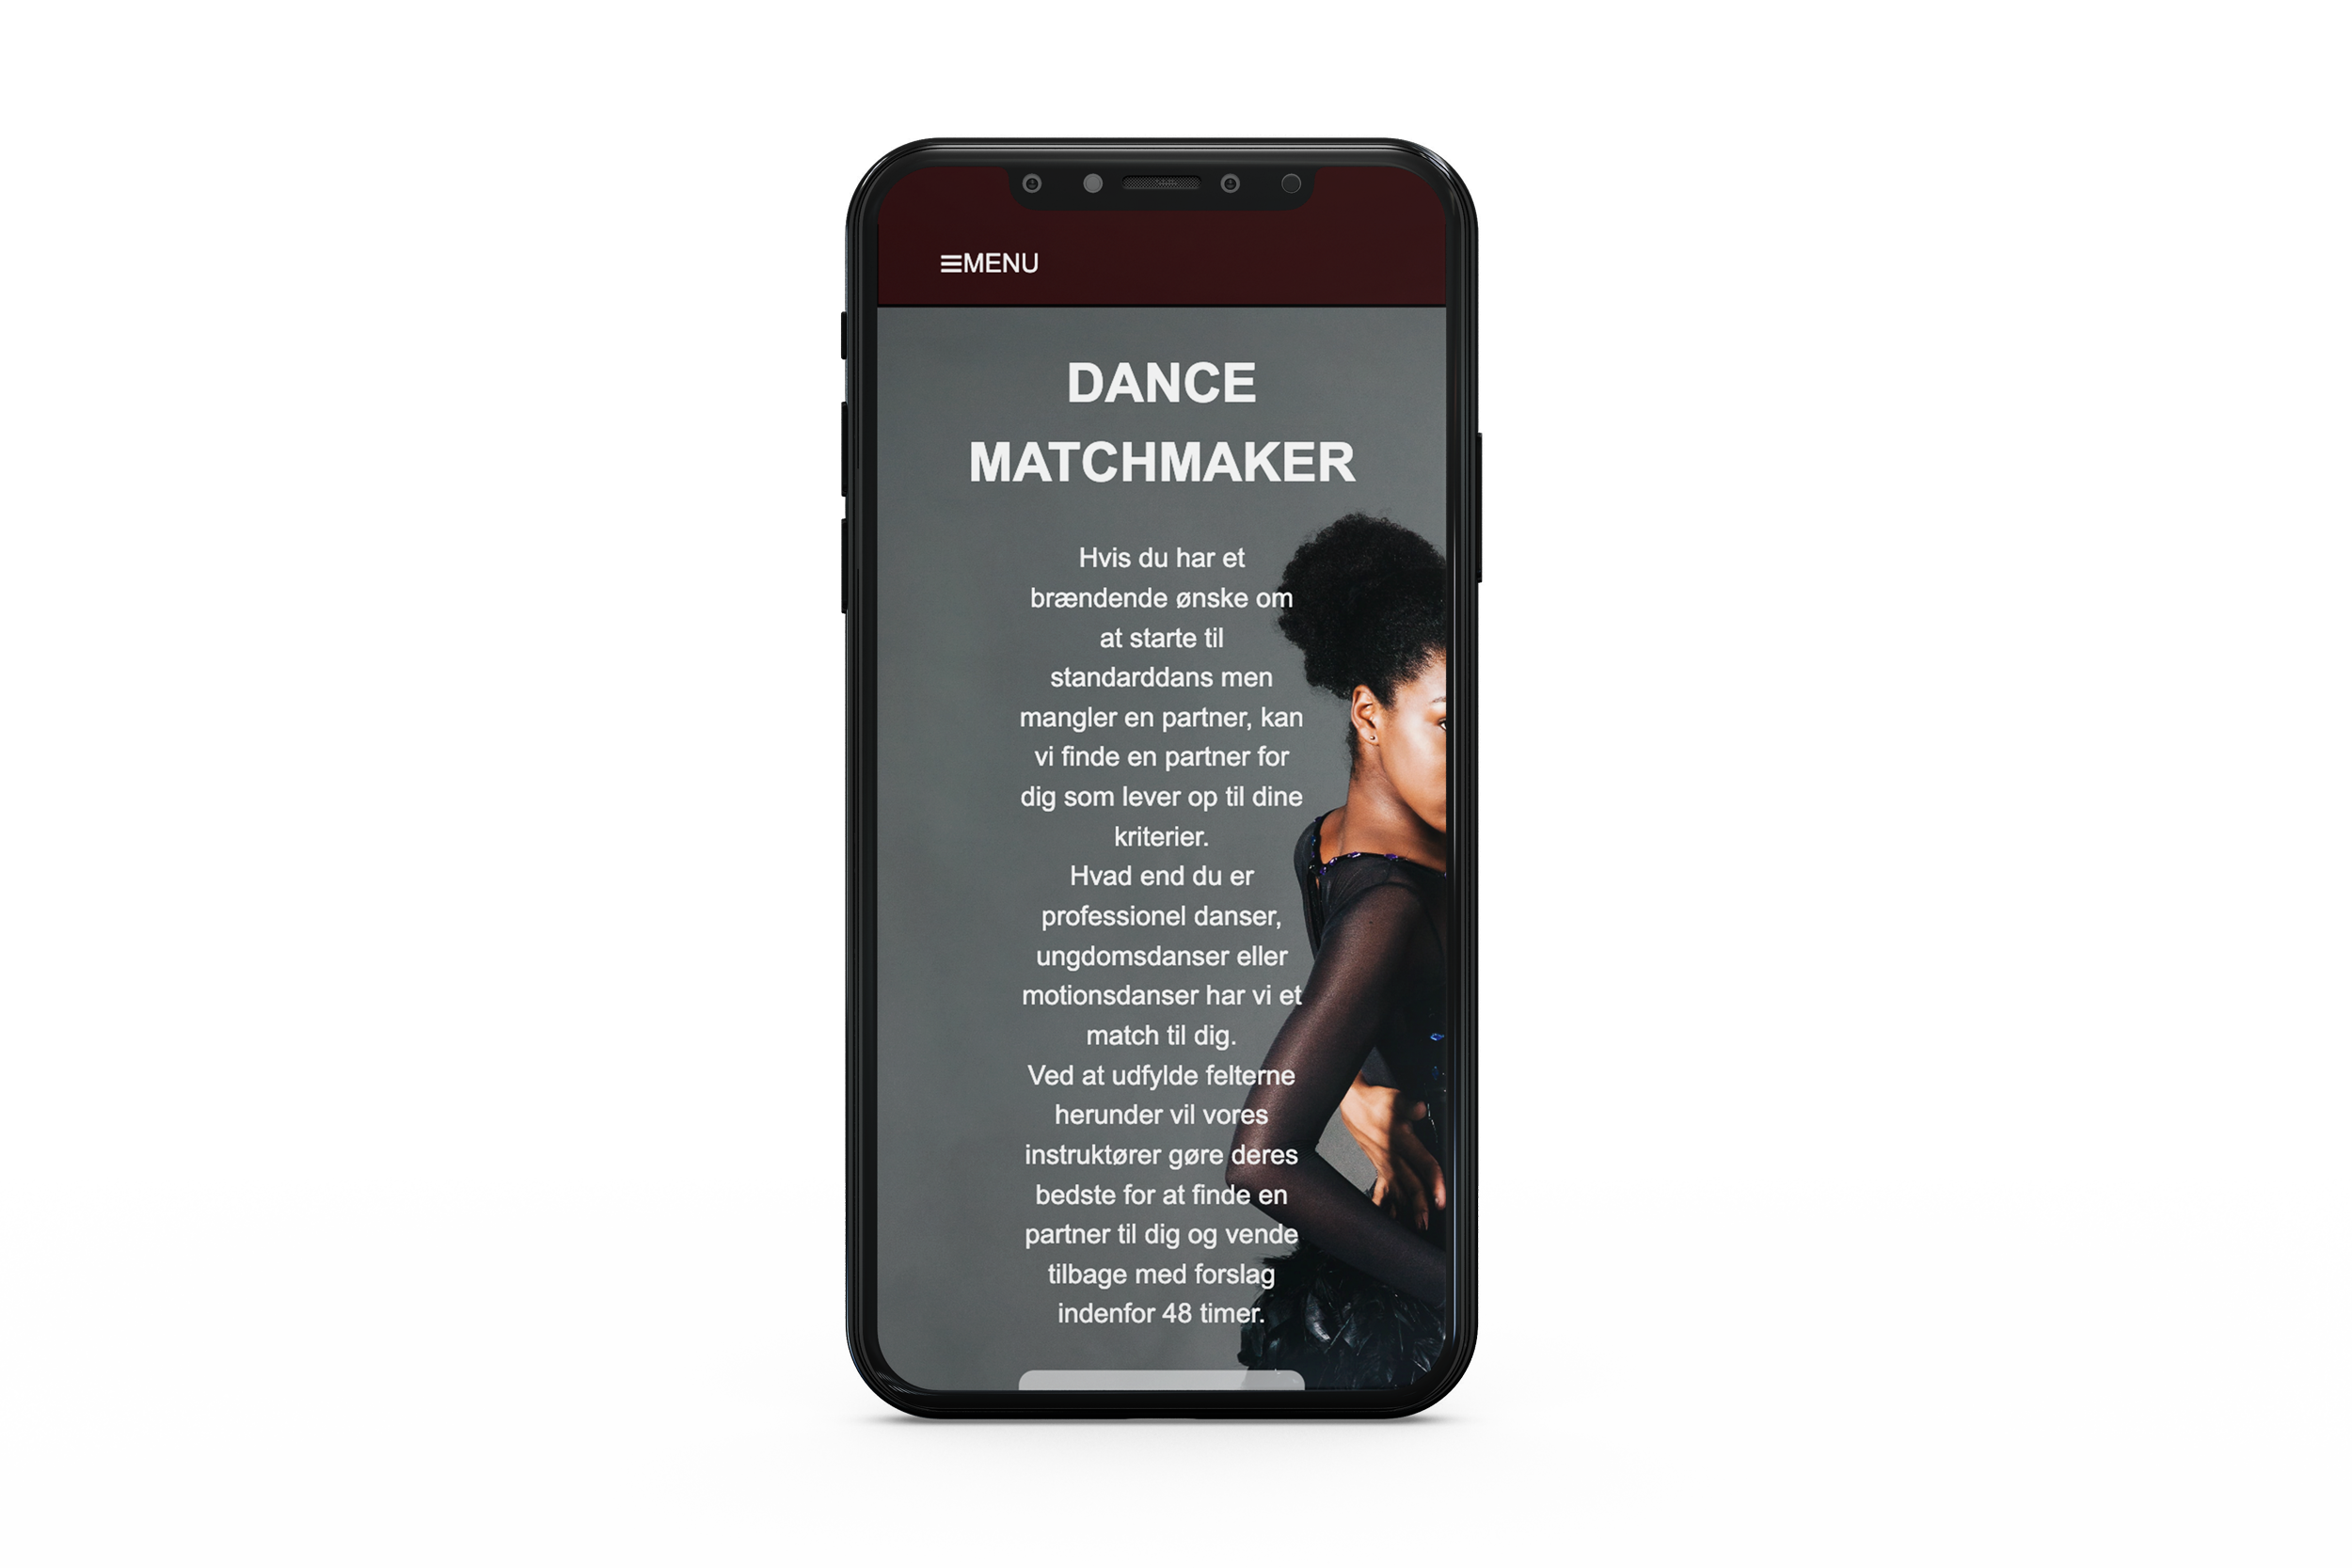 MENU
DANCE
MATCHMAKER
Hvis du har et
brændende ønske om
at starte til
standarddans men
mangler en partner, kan
vi finde en partner for
dig som lever op til dine
kriterier.
Hvad end du er
professionel danser,
ungdomsdanser eller
motionsdanser har vi et
match til dig.
Ved at udfylde felterne
herunder vil vores
instruktører gøre deres
bedste for at finde en
partner til dig og vende
tilbage med forslag
indenfor 48 timer.